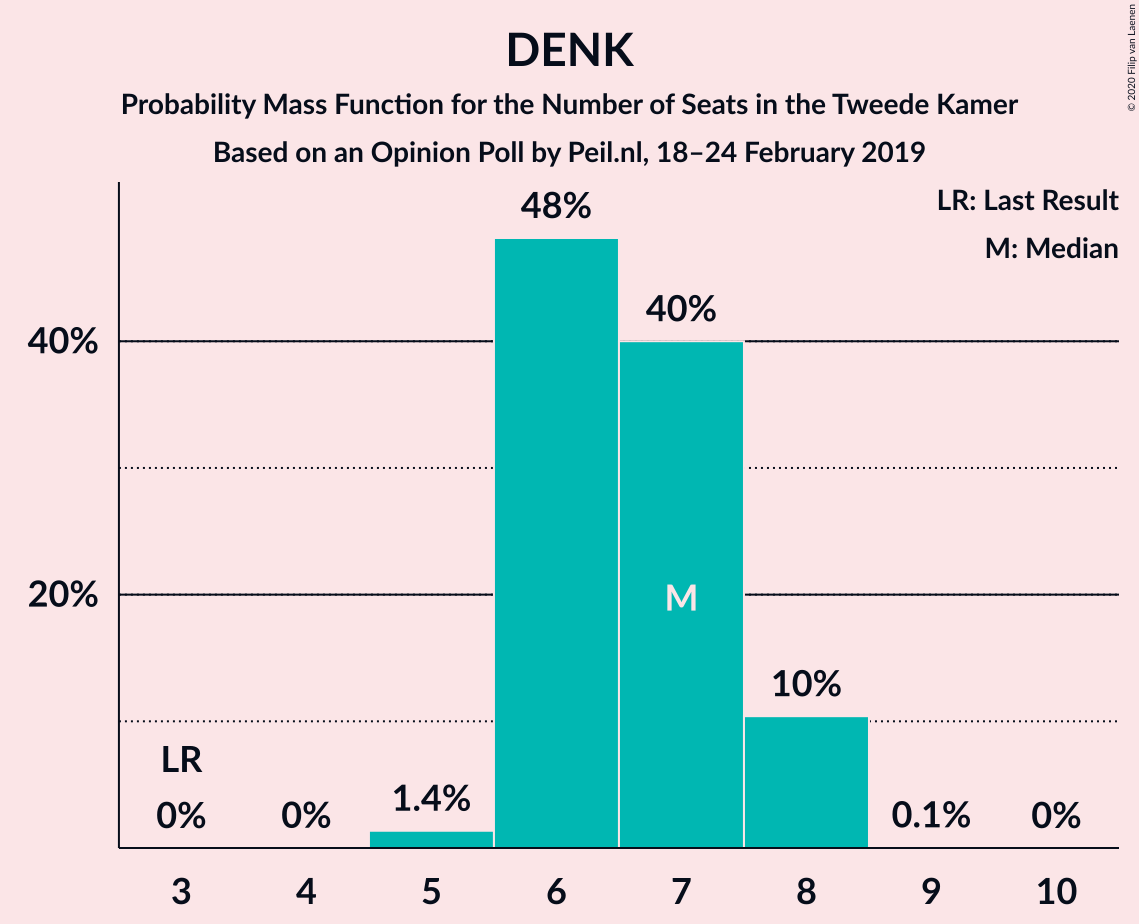 DENK
Probability Mass Function for the Number of Seats in the Tweede Kamer
Based on an Opinion Poll by Peil.nl, 18–24 February 2019
© 2020 Filip van Laenen
LR: Last Result
M: Median
48%
40%
40%
20%
M
10%
LR
0%
0%
1.4%
0.1%
0%
3 4 5 6 7 8 9 10